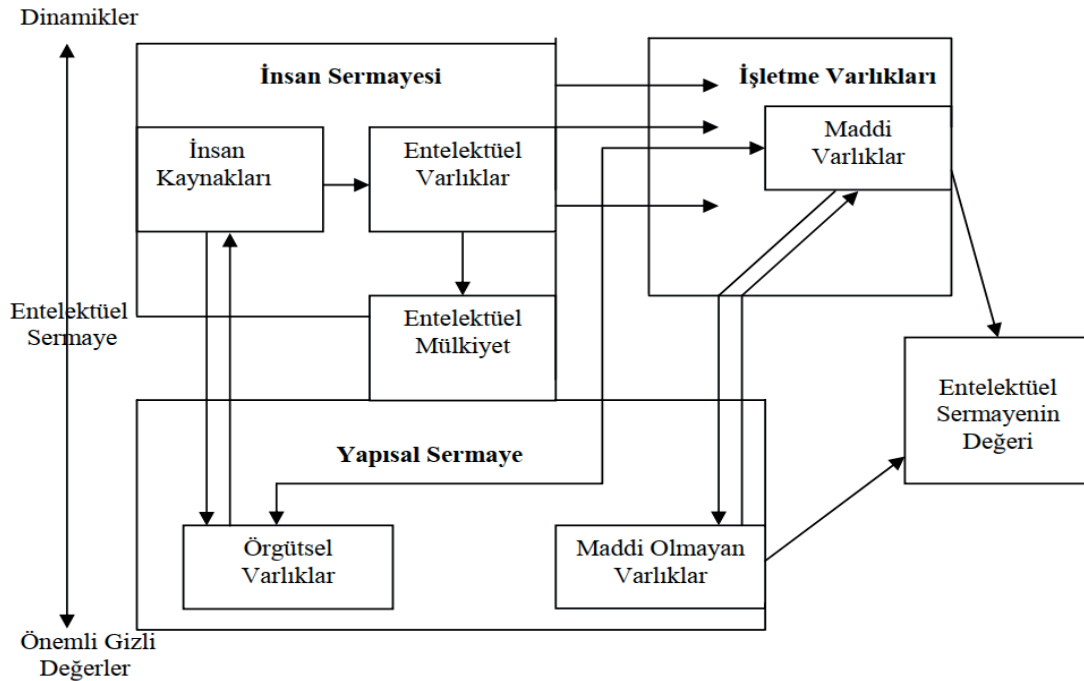 Dinamikler
İnsan Sermayesi
İşletme Varlıkları
İnsan
Kaynakları
Entelektüel
Varlıklar
Maddi
Varlıklar
Entelektüel
Sermaye
Entelektüel
Mülkiyet
Entelektüel
Sermayenin
Değeri
Yapısal Sermaye
Örgütsel
Varlıklar
Maddi Olmayan
Varlıklar
Önemli Gizli
Değerler